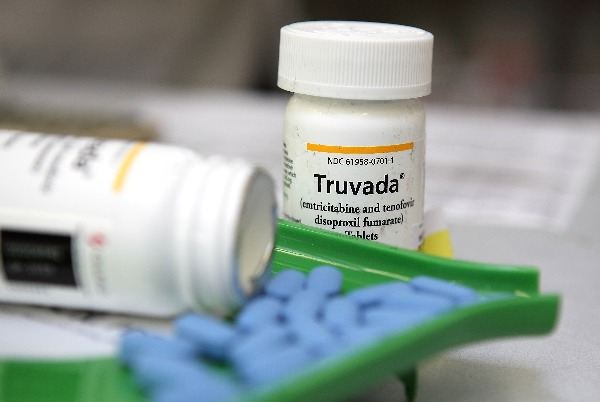 NDC 61958-0701-1
Truvada®
(emtricitabine and tenofovir
disoproxil fumarate)
Tablets